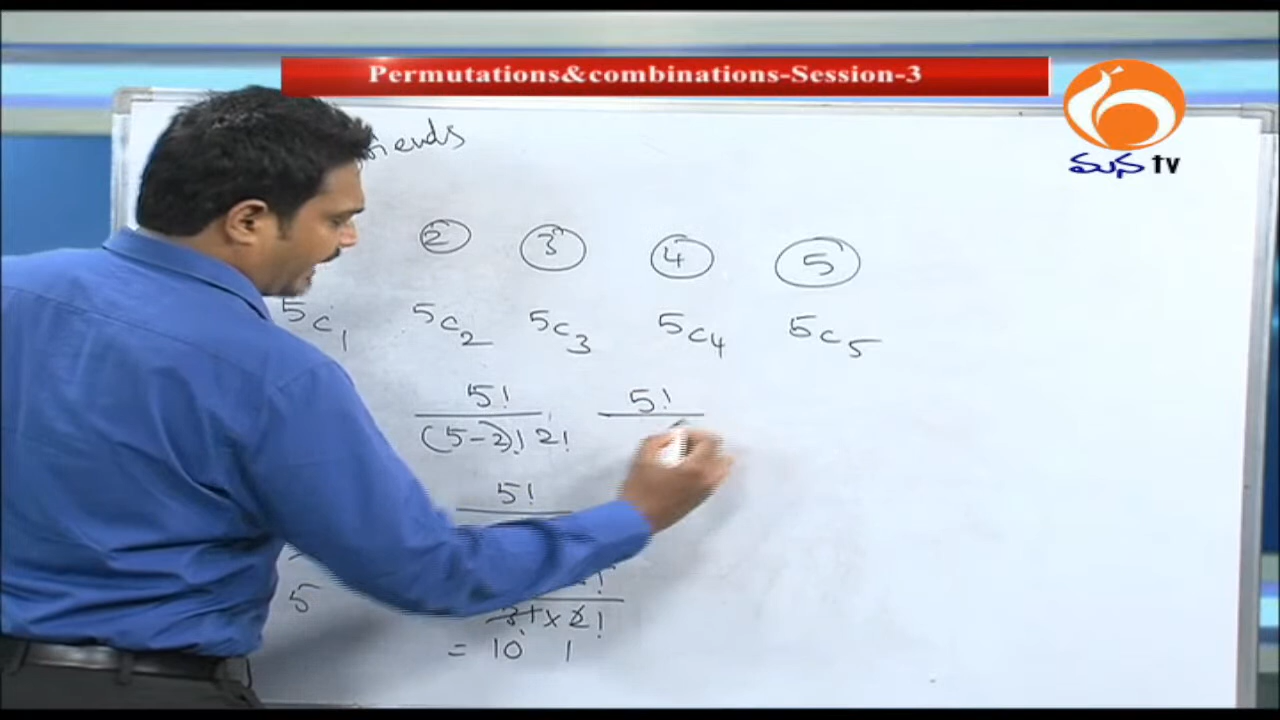 Permutations&combinations-Session-3
మన tv
2 3 4 5
5c1 5c2 5c3 5c4 5c5
5! 5!
(5-2)! 2!
5!
5
3! x 2!
= 10 1